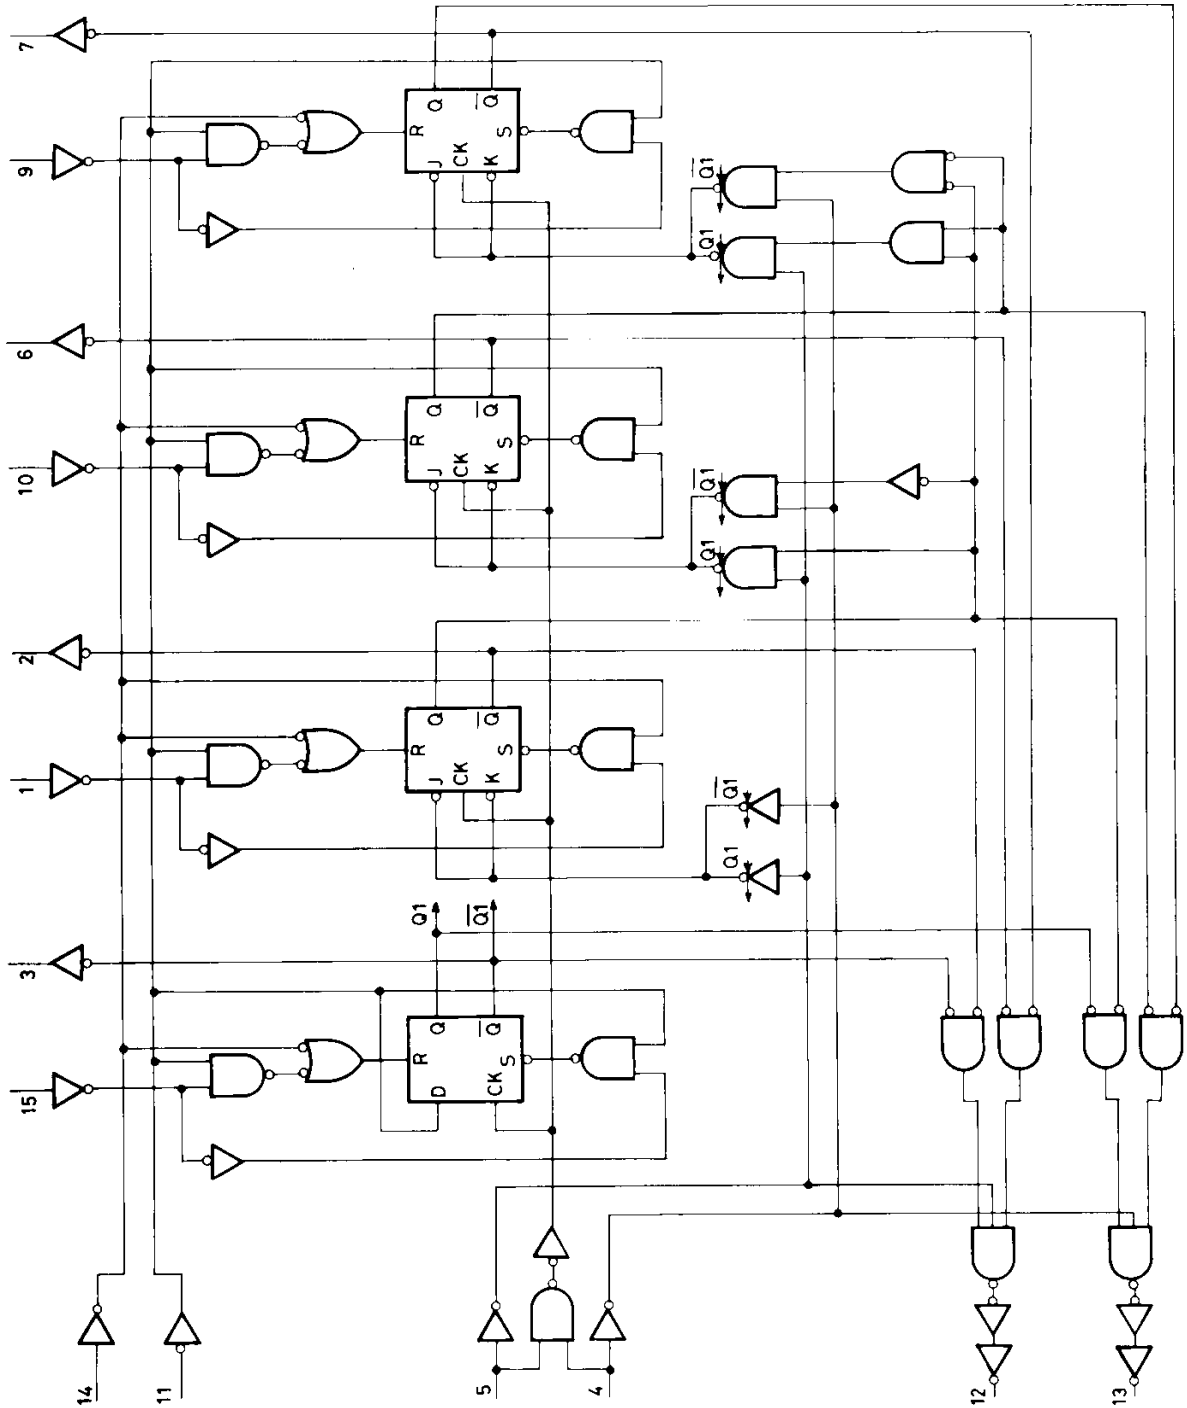 15 3 1 2 10 6 9 7
14
11
R Q1 R R R
D Q J Q J Q J Q
CK CK CK
5 CK Q̅ Q̅1̅ K Q̅ K Q̅ K Q̅
S S S S
4
Q1 Q̅1̅ Q1 Q̅1̅ Q1 Q̅1̅
12
13